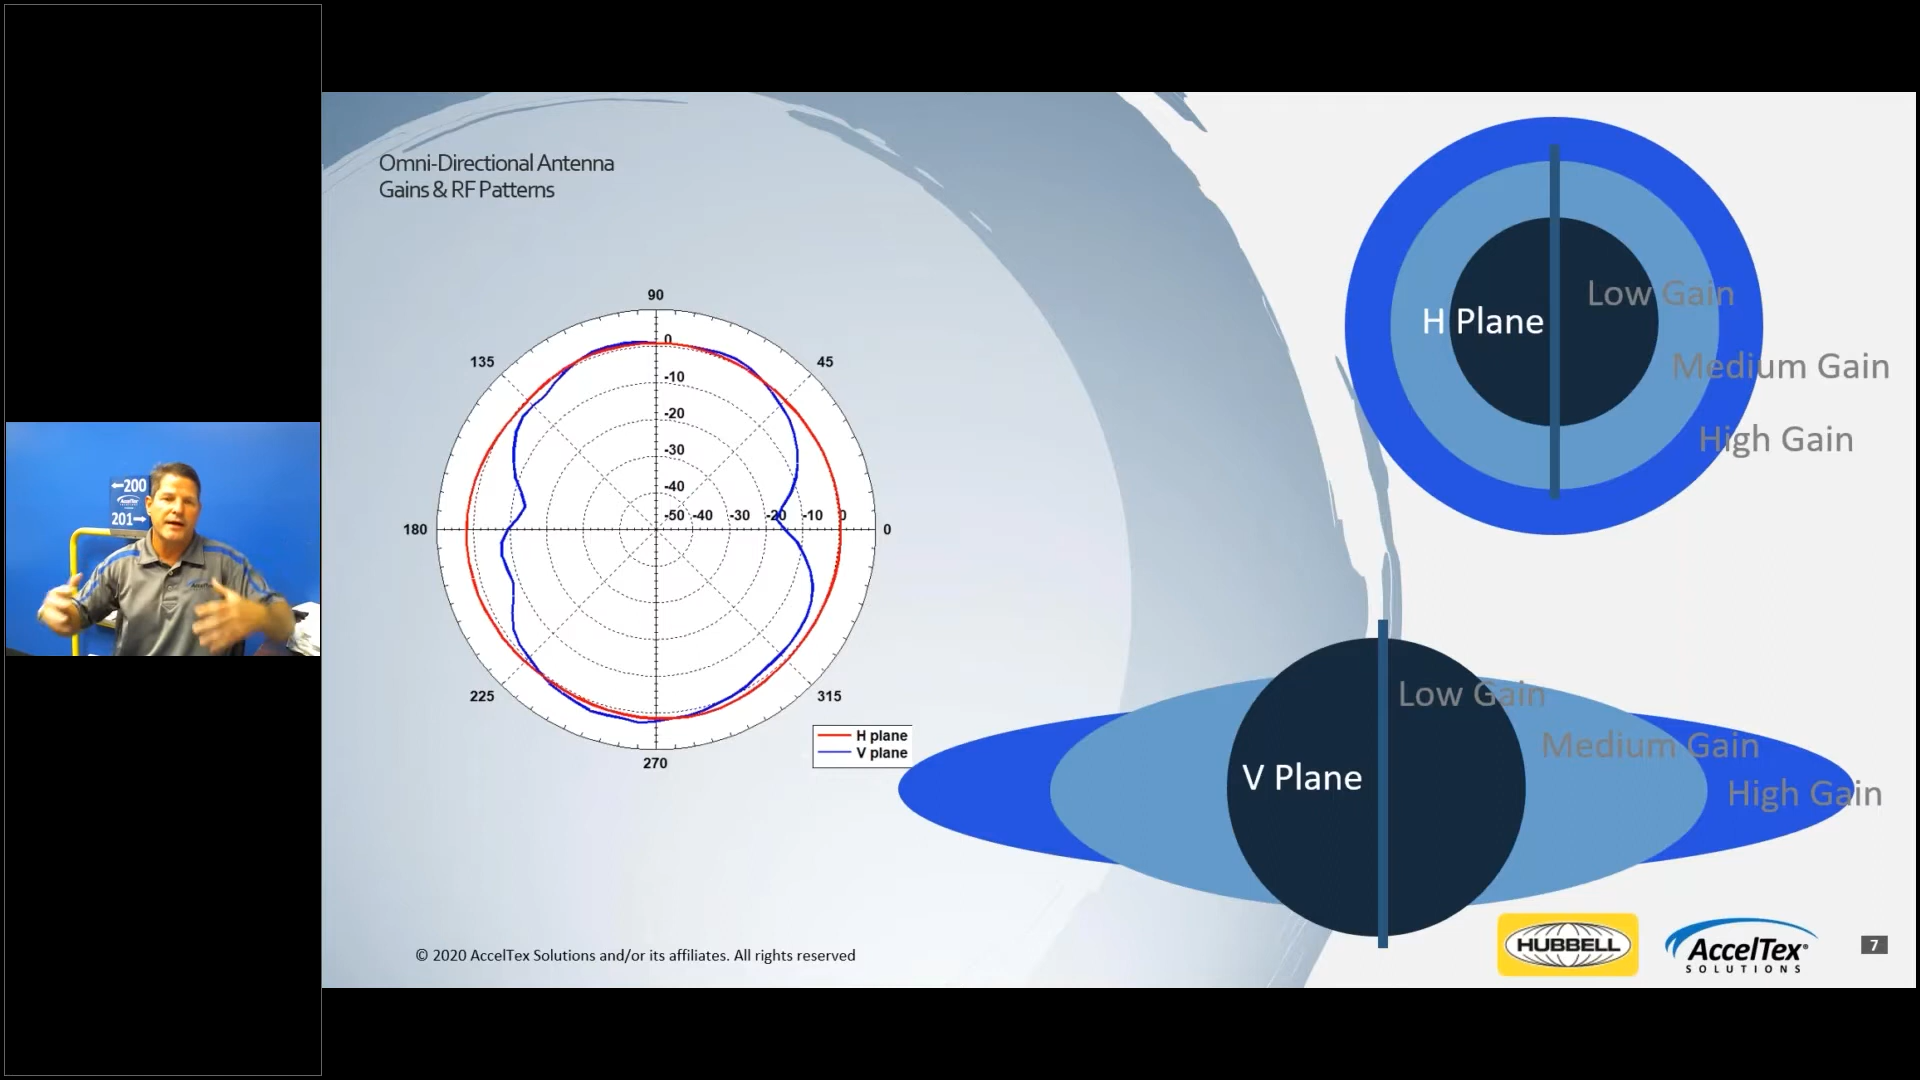 Omni-Directional Antenna
Gains & RF Patterns
90
135
45
0
-10
-20
-30
-40
-50 -40 -30 -20 -10 0
180
0
225
315
270
H plane
V plane
H Plane
Low Gain
Medium Gain
High Gain
V Plane
Low Gain
Medium Gain
High Gain
←200
AccelTex
201→
AccelTex
© 2020 AccelTex Solutions and/or its affiliates. All rights reserved
HUBBELL
AccelTex®
SOLUTIONS
7